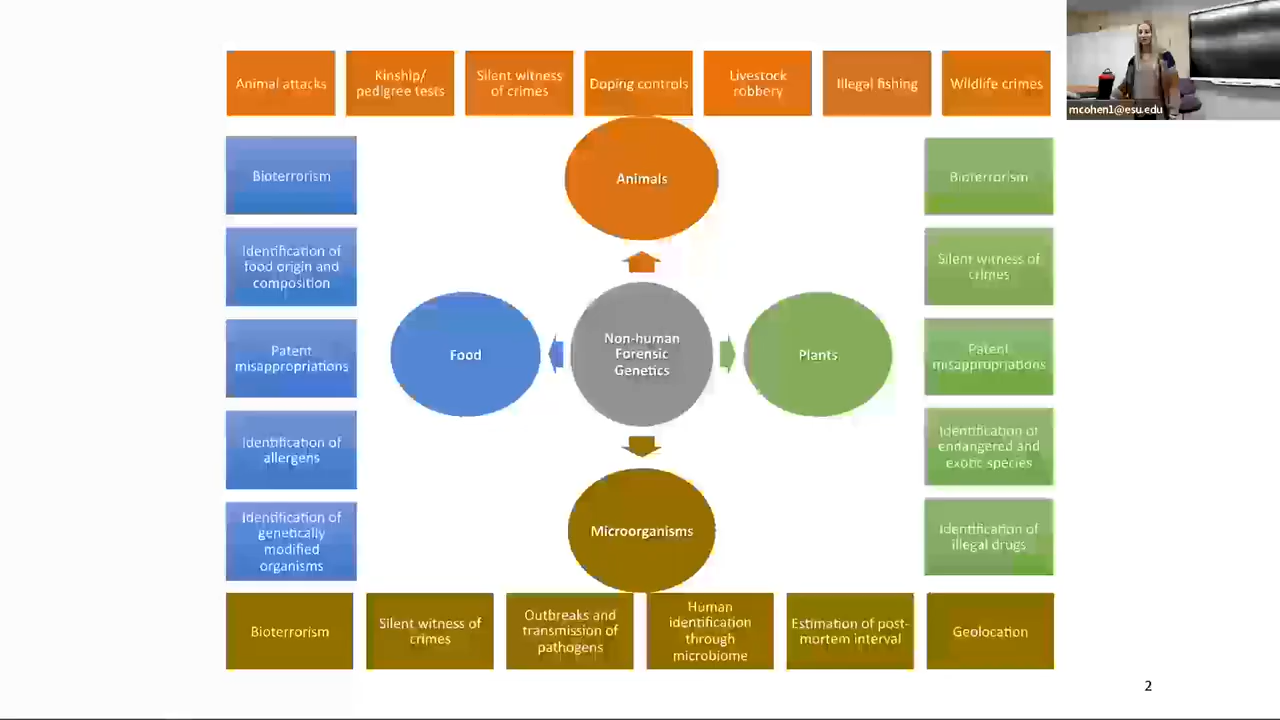 Animal attacks
Kinship/
pedigree tests
Silent witness
of crimes
Doping controls
Livestock
robbery
Illegal fishing
Wildlife crimes
mcohen1@esu.edu
Bioterrorism
Identification of
food origin and
composition
Patent
misappropriations
Identification of
allergens
Identification of
genetically
modified
organisms
Animals
Food
Non-human
Forensic
Genetics
Plants
Microorganisms
Bioterrorism
Silent witness of
crimes
Patent
misappropriations
Identification of
endangered and
exotic species
Identification of
illegal drugs
Bioterrorism
Silent witness of
crimes
Outbreaks and
transmission of
pathogens
Human
identification
through
microbiome
Estimation of post-
mortem interval
Geolocation
2